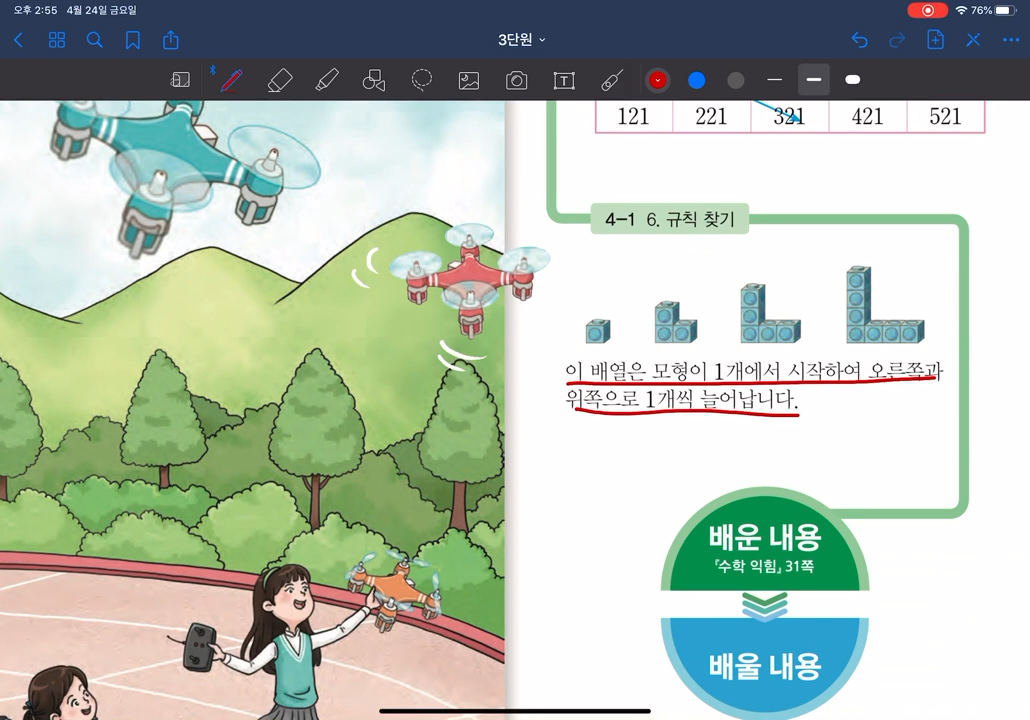 오후 2:55 4월 24일 금요일
76%
3단원
T
121 221 321 421 521
4-1 6. 규칙 찾기
이 배열은 모형이 1개에서 시작하여 오른쪽과
위쪽으로 1개씩 늘어납니다.
배운 내용
『수학 익힘』 31쪽
배울 내용